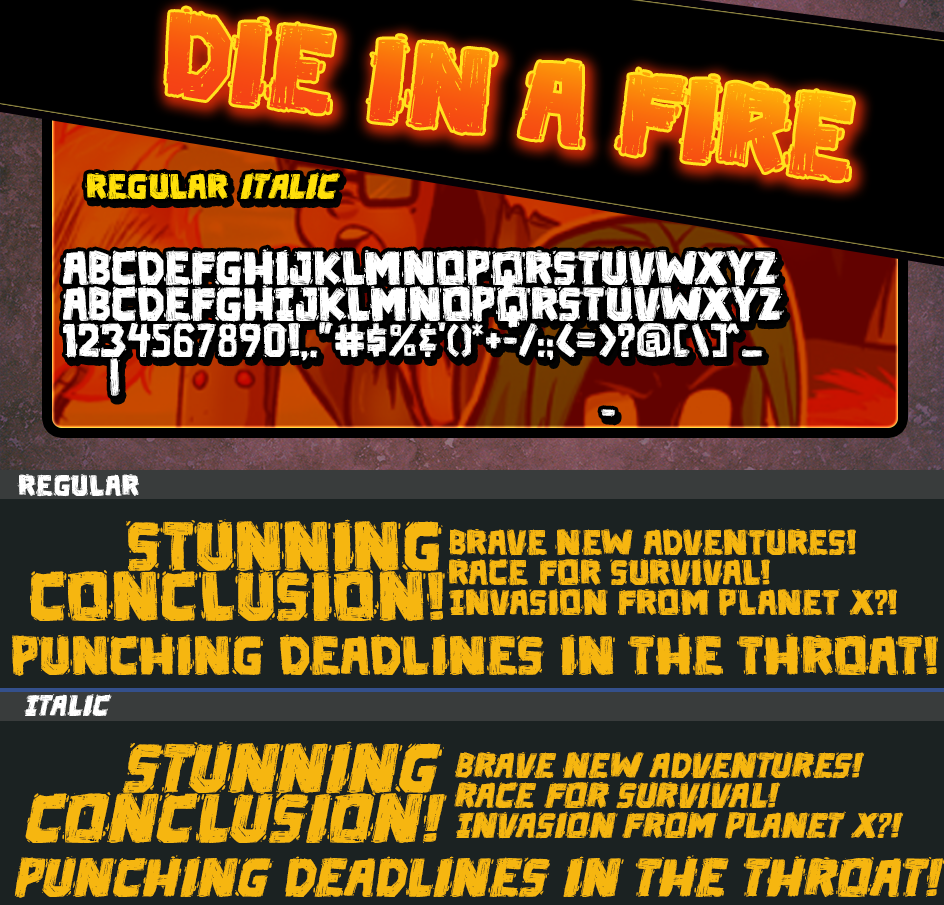 DIE IN A FIRE
REGULAR ITALIC
ABCDEFGHIJKLMNOPQRSTUVWXYZ
ABCDEFGHIJKLMNOPQRSTUVWXYZ
1234567890!,."#$%&'()*+-/:;<=>?@[\]^_
|
-
REGULAR
STUNNING
CONCLUSION!
BRAVE NEW ADVENTURES!
RACE FOR SURVIVAL!
INVASION FROM PLANET X?!
PUNCHING DEADLINES IN THE THROAT!
ITALIC
STUNNING
CONCLUSION!
BRAVE NEW ADVENTURES!
RACE FOR SURVIVAL!
INVASION FROM PLANET X?!
PUNCHING DEADLINES IN THE THROAT!